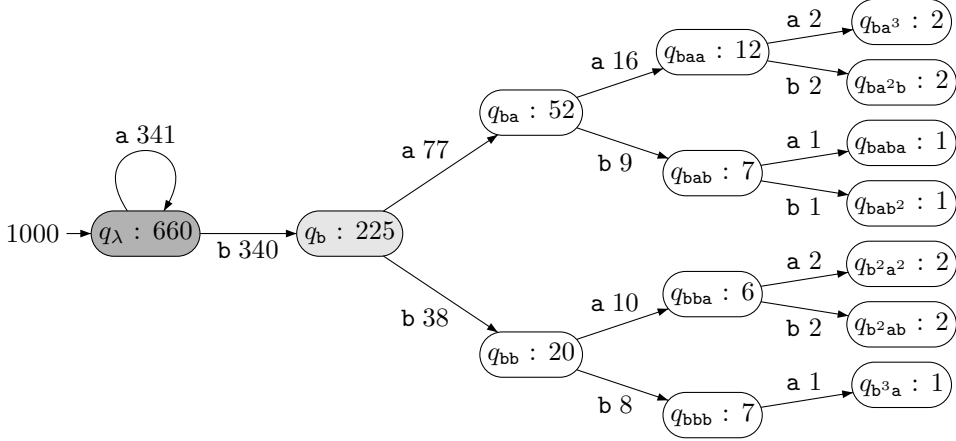 a 341
1000
q_λ : 660
b 340
q_b : 225
a 77
b 38
q_ba : 52
q_bb : 20
a 16
b 9
a 10
b 8
q_baa : 12
q_bab : 7
q_bba : 6
q_bbb : 7
a 2
b 2
a 1
b 1
a 2
b 2
a 1
q_ba³ : 2
q_ba²b : 2
q_baba : 1
q_bab² : 1
q_b²a² : 2
q_b²ab : 2
q_b³a : 1